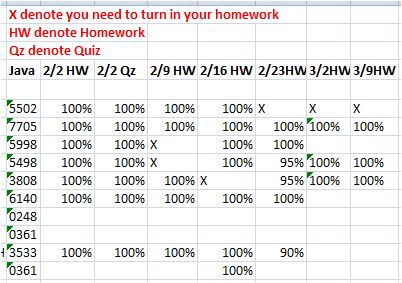 X denote you need to turn in your homework
HW denote Homework
Qz denote Quiz
Java 2/2 HW 2/2 Qz 2/9 HW 2/16 HW 2/23HW 3/2HW 3/9HW
5502 100% 100% 100% 100% X X X
7705 100% 100% 100% 100% 100% 100% 100%
5998 100% 100% X 100% 100%
5498 100% 100% X 100% 95% 100% 100%
3808 100% 100% 100% X 95% 100% 100%
6140 100% 100% 100% 100% 100%
0248
0361
3533 100% 100% 100% 100% 90%
0361 100%